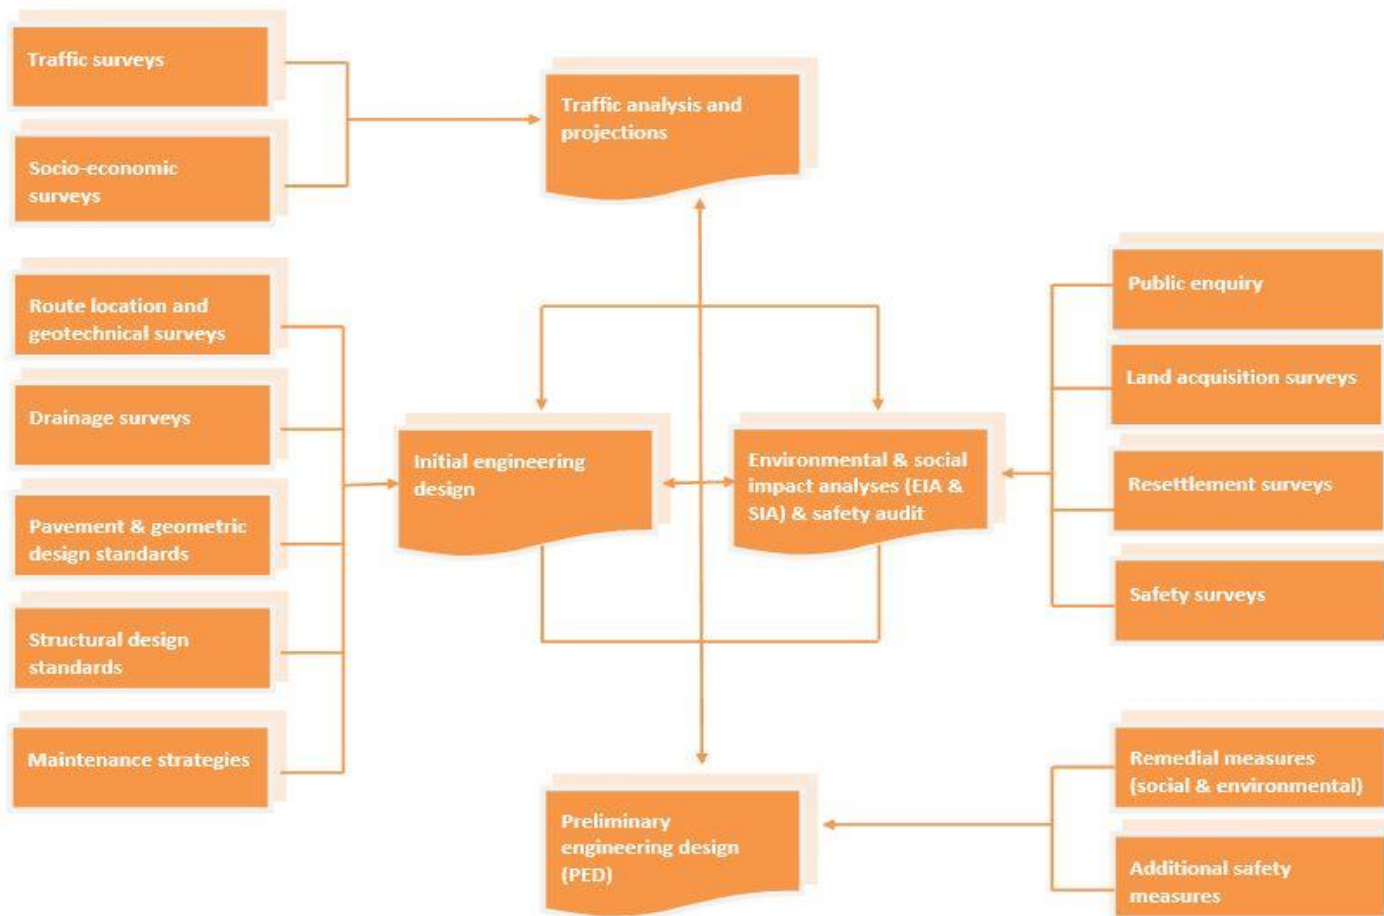 Traffic surveys
Socio-economic
surveys
Traffic analysis and
projections
Route location and
geotechnical surveys
Drainage surveys
Pavement & geometric
design standards
Structural design
standards
Maintenance strategies
Initial engineering
design
Environmental & social
impact analyses (EIA &
SIA) & safety audit
Public enquiry
Land acquisition surveys
Resettlement surveys
Safety surveys
Preliminary
engineering design
(PED)
Remedial measures
(social & environmental)
Additional safety
measures